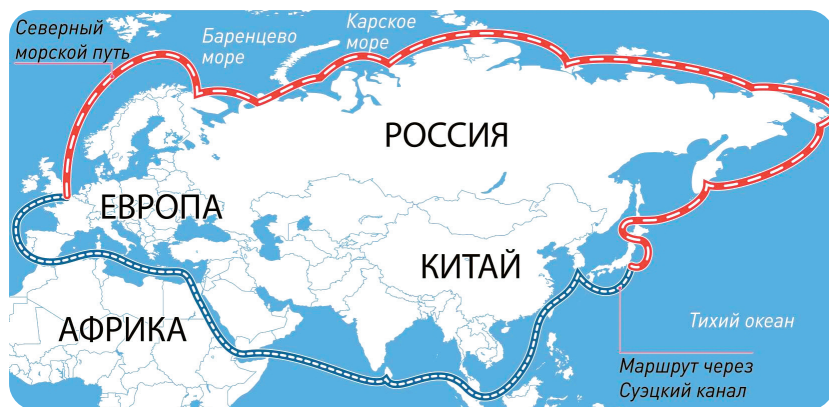 Северный
морской путь
Баренцево
море
Карское
море
РОССИЯ
ЕВРОПА
КИТАЙ
АФРИКА
Тихий океан
Маршрут через
Суэцкий канал